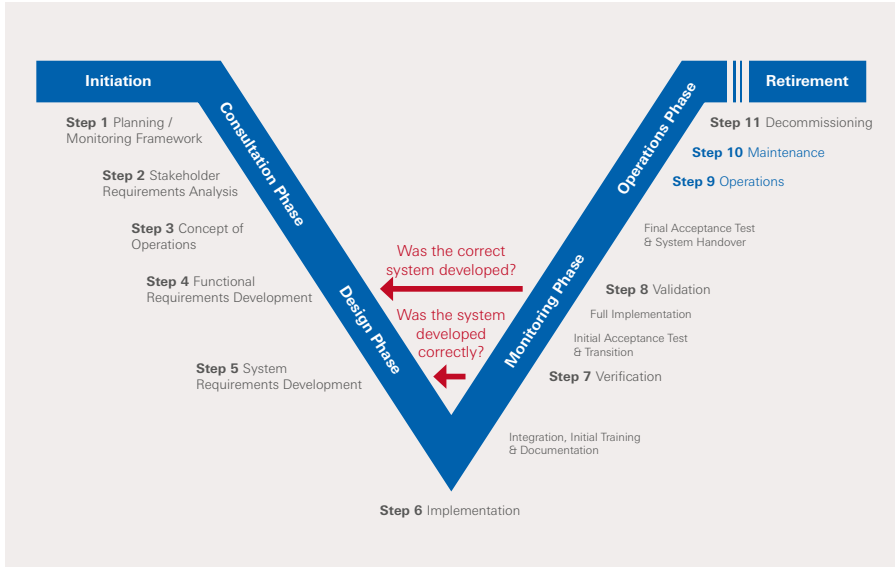 Initiation
Retirement
Consultation Phase
Design Phase
Monitoring Phase
Operations Phase
Step 1 Planning /
Monitoring Framework
Step 2 Stakeholder
Requirements Analysis
Step 3 Concept of
Operations
Step 4 Functional
Requirements Development
Step 5 System
Requirements Development
Was the correct
system developed?
Was the system
developed
correctly?
Step 6 Implementation
Integration, Initial Training
& Documentation
Step 7 Verification
Initial Acceptance Test
& Transition
Full Implementation
Step 8 Validation
Final Acceptance Test
& System Handover
Step 9 Operations
Step 10 Maintenance
Step 11 Decommissioning